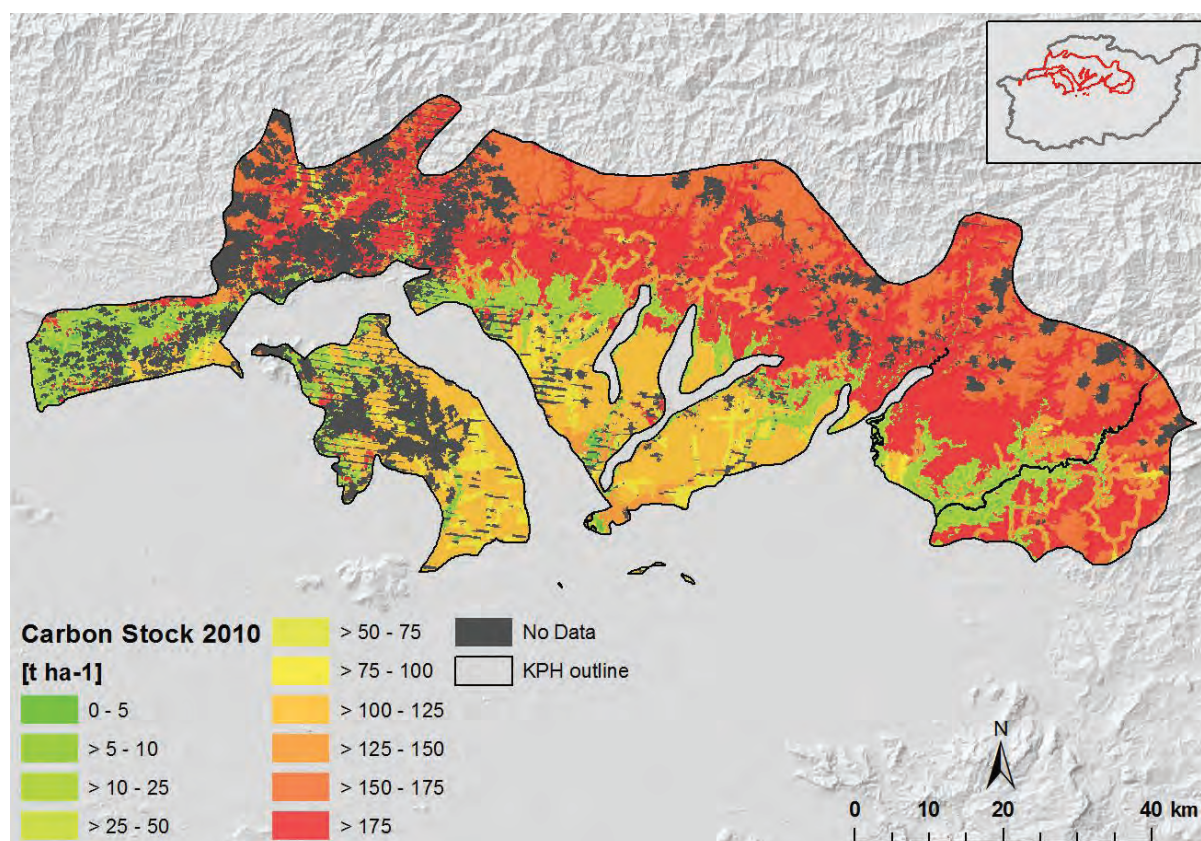 Carbon Stock 2010
[t ha-1]
0 - 5
> 5 - 10
> 10 - 25
> 25 - 50
> 50 - 75
> 75 - 100
> 100 - 125
> 125 - 150
> 150 - 175
> 175
No Data
KPH outline
N
0 10 20 40 km